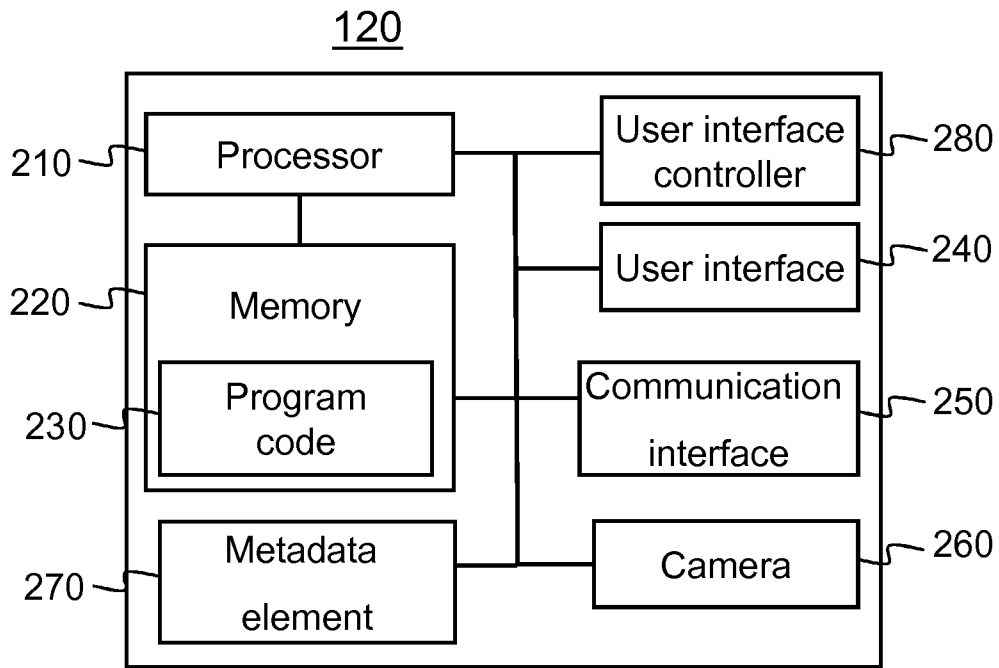 120
210
Processor
User interface
controller
280
User interface
240
220
Memory
230
Program
code
Communication
interface
250
270
Metadata
element
Camera
260